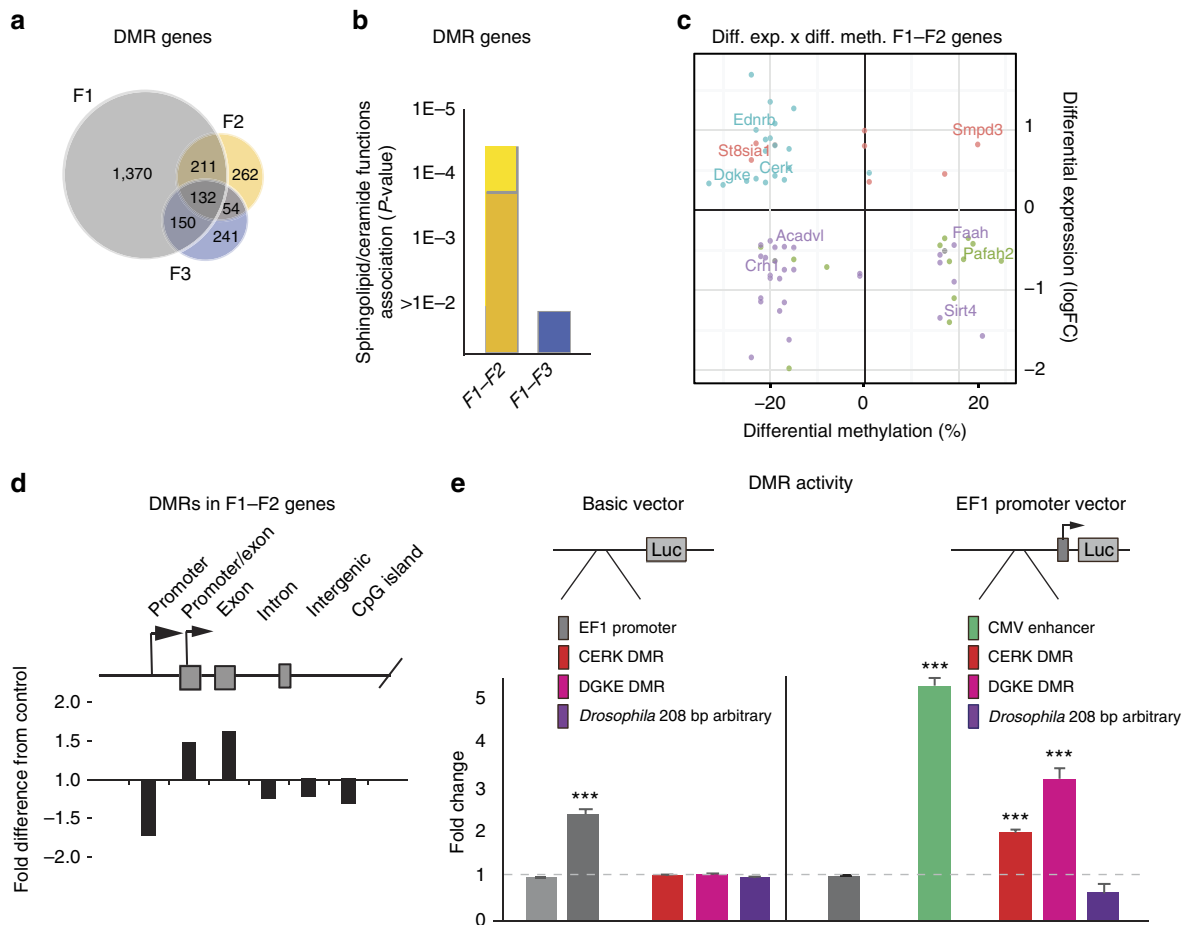 a
DMR genes
F1
F2
1,370
211
262
132
54
150
241
F3
b
DMR genes
Sphingolipid/ceramide functions
association (P-value)
1E–5
1E–4
1E–3
>1E–2
F1–F2
F1–F3
c
Diff. exp. x diff. meth. F1–F2 genes
Ednrb
Smpd3
St8sia1
Cerk
Dgke
Acadvl
Faah
Crh1
Pafah2
Sirt4
1
0
−1
−2
Differential expression (logFC)
−20
0
20
Differential methylation (%)
d
DMRs in F1–F2 genes
Promoter
Promoter/exon
Exon
Intron
Intergenic
CpG island
Fold difference from control
2.0
1.5
1.0
−1.5
−2.0
e
DMR activity
Basic vector
EF1 promoter vector
Luc
Luc
EF1 promoter
CERK DMR
DGKE DMR
Drosophila 208 bp arbitrary
CMV enhancer
CERK DMR
DGKE DMR
Drosophila 208 bp arbitrary
Fold change
5
4
3
2
1
0
***
***
***
***